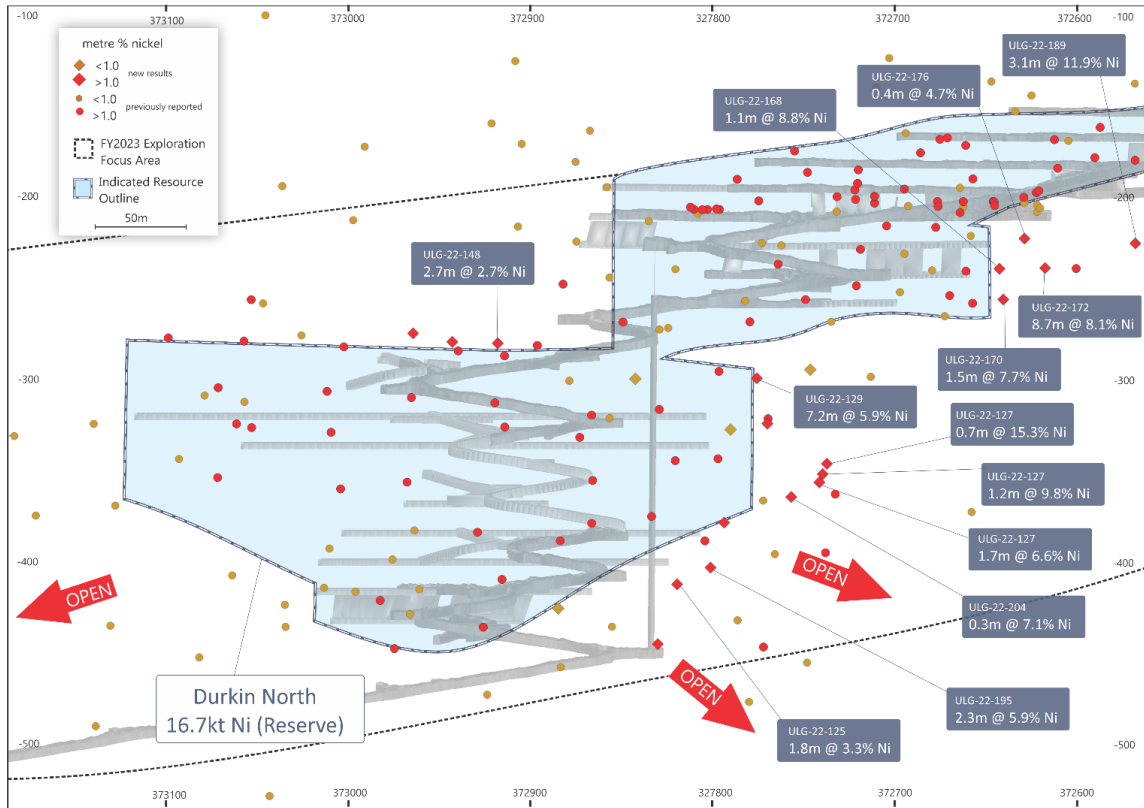 373100
373000
372900
327800
372700
372600
-100
-200
-300
-400
-500
-100
-200
-300
-400
-500
metre % nickel
<1.0
>1.0
new results
<1.0
>1.0
previously reported
FY2023 Exploration
Focus Area
Indicated Resource
Outline
50m
ULG-22-189
3.1m @ 11.9% Ni
ULG-22-176
0.4m @ 4.7% Ni
ULG-22-168
1.1m @ 8.8% Ni
ULG-22-148
2.7m @ 2.7% Ni
ULG-22-172
8.7m @ 8.1% Ni
ULG-22-170
1.5m @ 7.7% Ni
ULG-22-129
7.2m @ 5.9% Ni
ULG-22-127
0.7m @ 15.3% Ni
ULG-22-127
1.2m @ 9.8% Ni
ULG-22-127
1.7m @ 6.6% Ni
ULG-22-204
0.3m @ 7.1% Ni
ULG-22-195
2.3m @ 5.9% Ni
ULG-22-125
1.8m @ 3.3% Ni
OPEN
OPEN
OPEN
Durkin North
16.7kt Ni (Reserve)
373100
373000
372900
327800
372700
372600